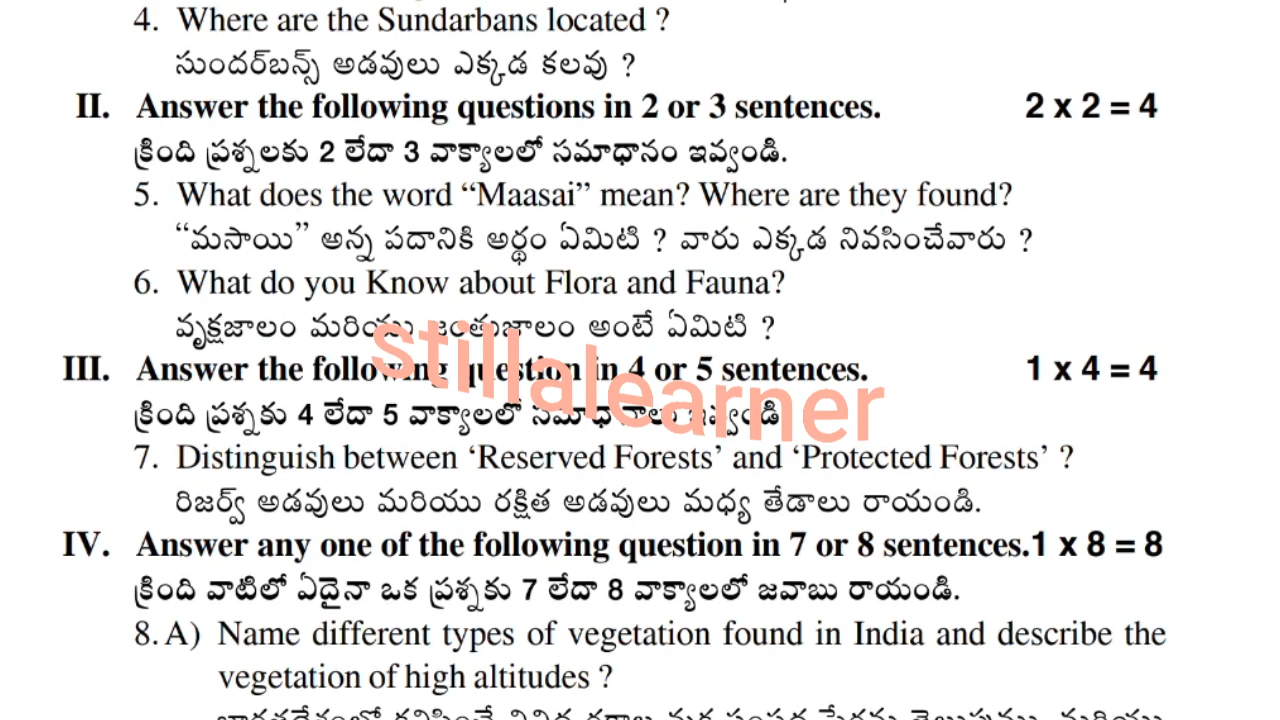 4. Where are the Sundarbans located ?
సుందర్‌బన్స్ అడవులు ఎక్కడ కలవు ?
II. Answer the following questions in 2 or 3 sentences. 2 x 2 = 4
క్రింది ప్రశ్నలకు 2 లేదా 3 వాక్యాలలో సమాధానం ఇవ్వండి.
5. What does the word “Maasai” mean? Where are they found?
“మసాయి” అన్న పదానికి అర్థం ఏమిటి ? వారు ఎక్కడ నివసించేవారు ?
6. What do you Know about Flora and Fauna?
వృక్షజాలం మరియు జంతుజాలం అంటే ఏమిటి ?
stillalearner
III. Answer the following question in 4 or 5 sentences. 1 x 4 = 4
క్రింది ప్రశ్నకు 4 లేదా 5 వాక్యాలలో సమాధానాలు ఇవ్వండి
7. Distinguish between ‘Reserved Forests’ and ‘Protected Forests’ ?
రిజర్వ్ అడవులు మరియు రక్షిత అడవులు మధ్య తేడాలు రాయండి.
IV. Answer any one of the following question in 7 or 8 sentences.1 x 8 = 8
క్రింది వాటిలో ఏదైనా ఒక ప్రశ్నకు 7 లేదా 8 వాక్యాలలో జవాబు రాయండి.
8. A) Name different types of vegetation found in India and describe the
vegetation of high altitudes ?